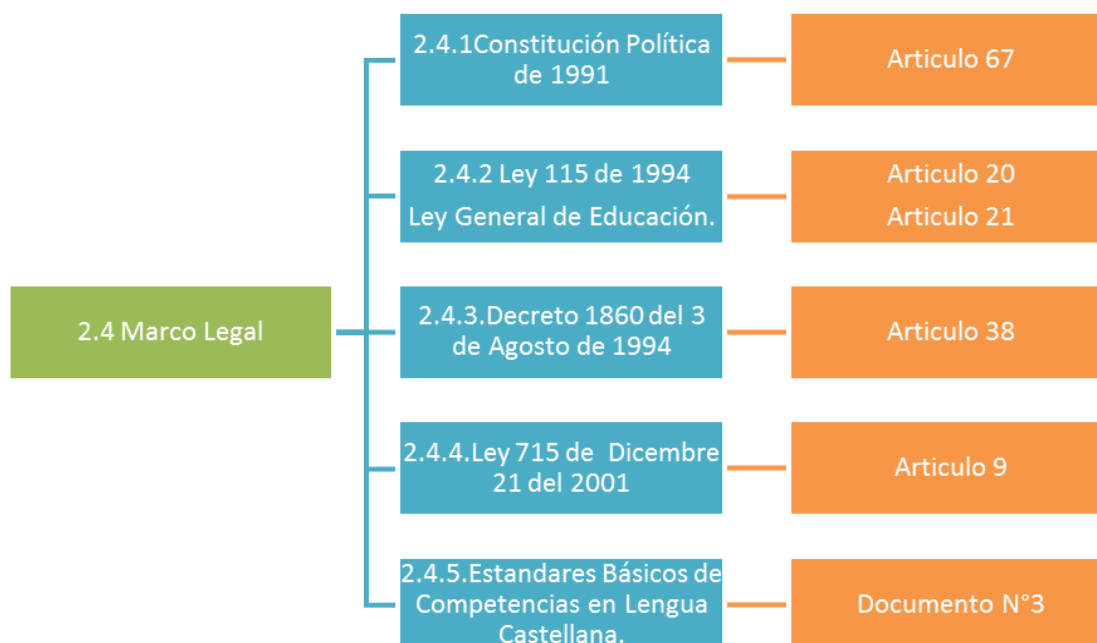 2.4 Marco Legal
2.4.1Constitución Política
de 1991
Articulo 67
2.4.2 Ley 115 de 1994
Ley General de Educación.
Articulo 20
Articulo 21
2.4.3.Decreto 1860 del 3
de Agosto de 1994
Articulo 38
2.4.4.Ley 715 de  Dicembre
21 del 2001
Articulo 9
2.4.5.Estandares Básicos de
Competencias en Lengua
Castellana.
Documento N°3